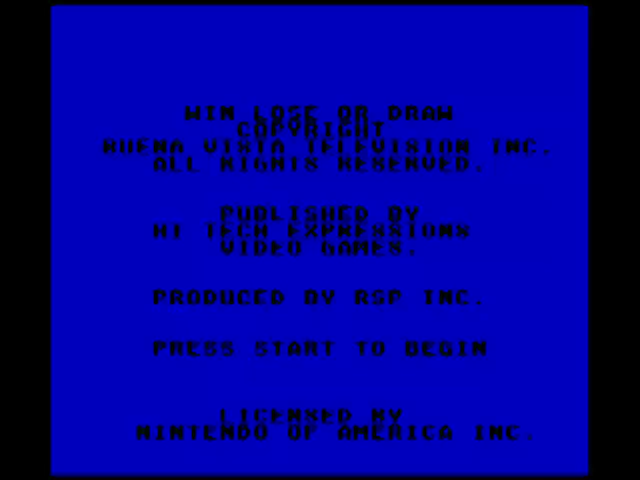 WIN LOSE OR DRAW
COPYRIGHT
BUENA VISTA TELEVISION INC.
ALL RIGHTS RESERVED.
PUBLISHED BY
HI TECH EXPRESSIONS
VIDEO GAMES.
PRODUCED BY RSP INC.
PRESS START TO BEGIN
LICENSED BY
NINTENDO OF AMERICA INC.